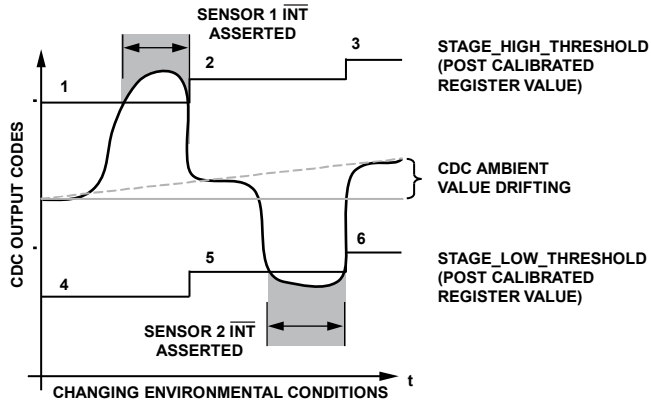 SENSOR 1 INT
ASSERTED
1
2
3
STAGE_HIGH_THRESHOLD
(POST CALIBRATED
REGISTER VALUE)
CDC OUTPUT CODES
CDC AMBIENT
VALUE DRIFTING
4
5
6
STAGE_LOW_THRESHOLD
(POST CALIBRATED
REGISTER VALUE)
SENSOR 2 INT
ASSERTED
t
CHANGING ENVIRONMENTAL CONDITIONS